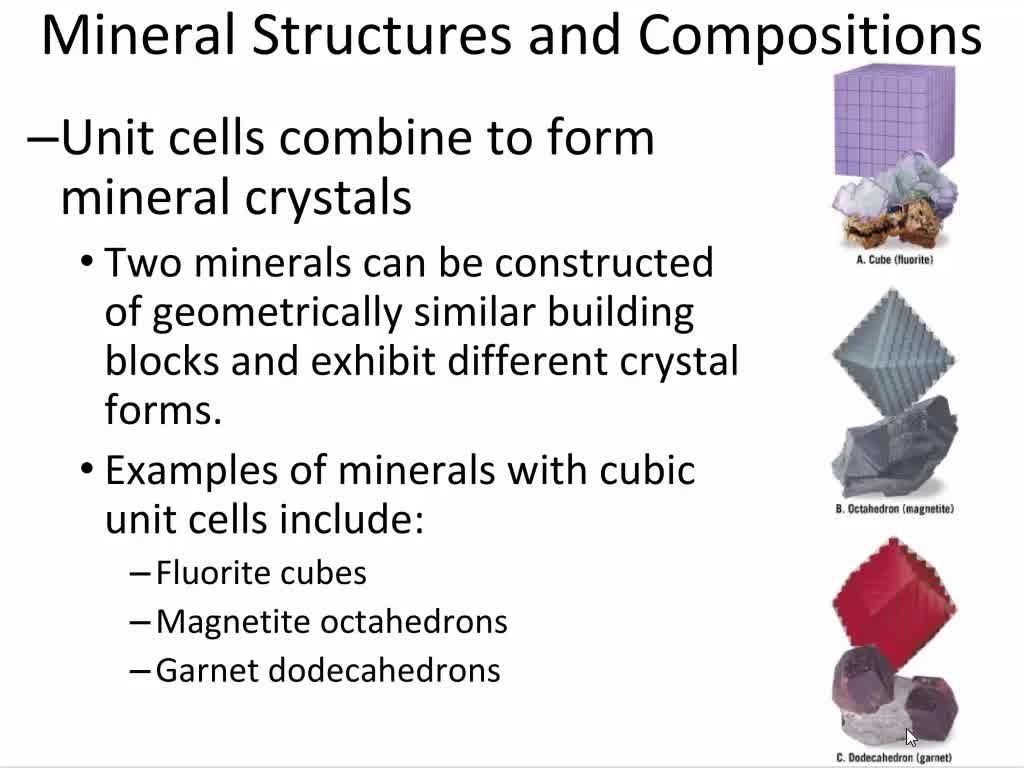 Mineral Structures and Compositions
–Unit cells combine to form
mineral crystals
• Two minerals can be constructed
of geometrically similar building
blocks and exhibit different crystal
forms.
• Examples of minerals with cubic
unit cells include:
–Fluorite cubes
–Magnetite octahedrons
–Garnet dodecahedrons
A. Cube (fluorite)
B. Octahedron (magnetite)
C. Dodecahedron (garnet)